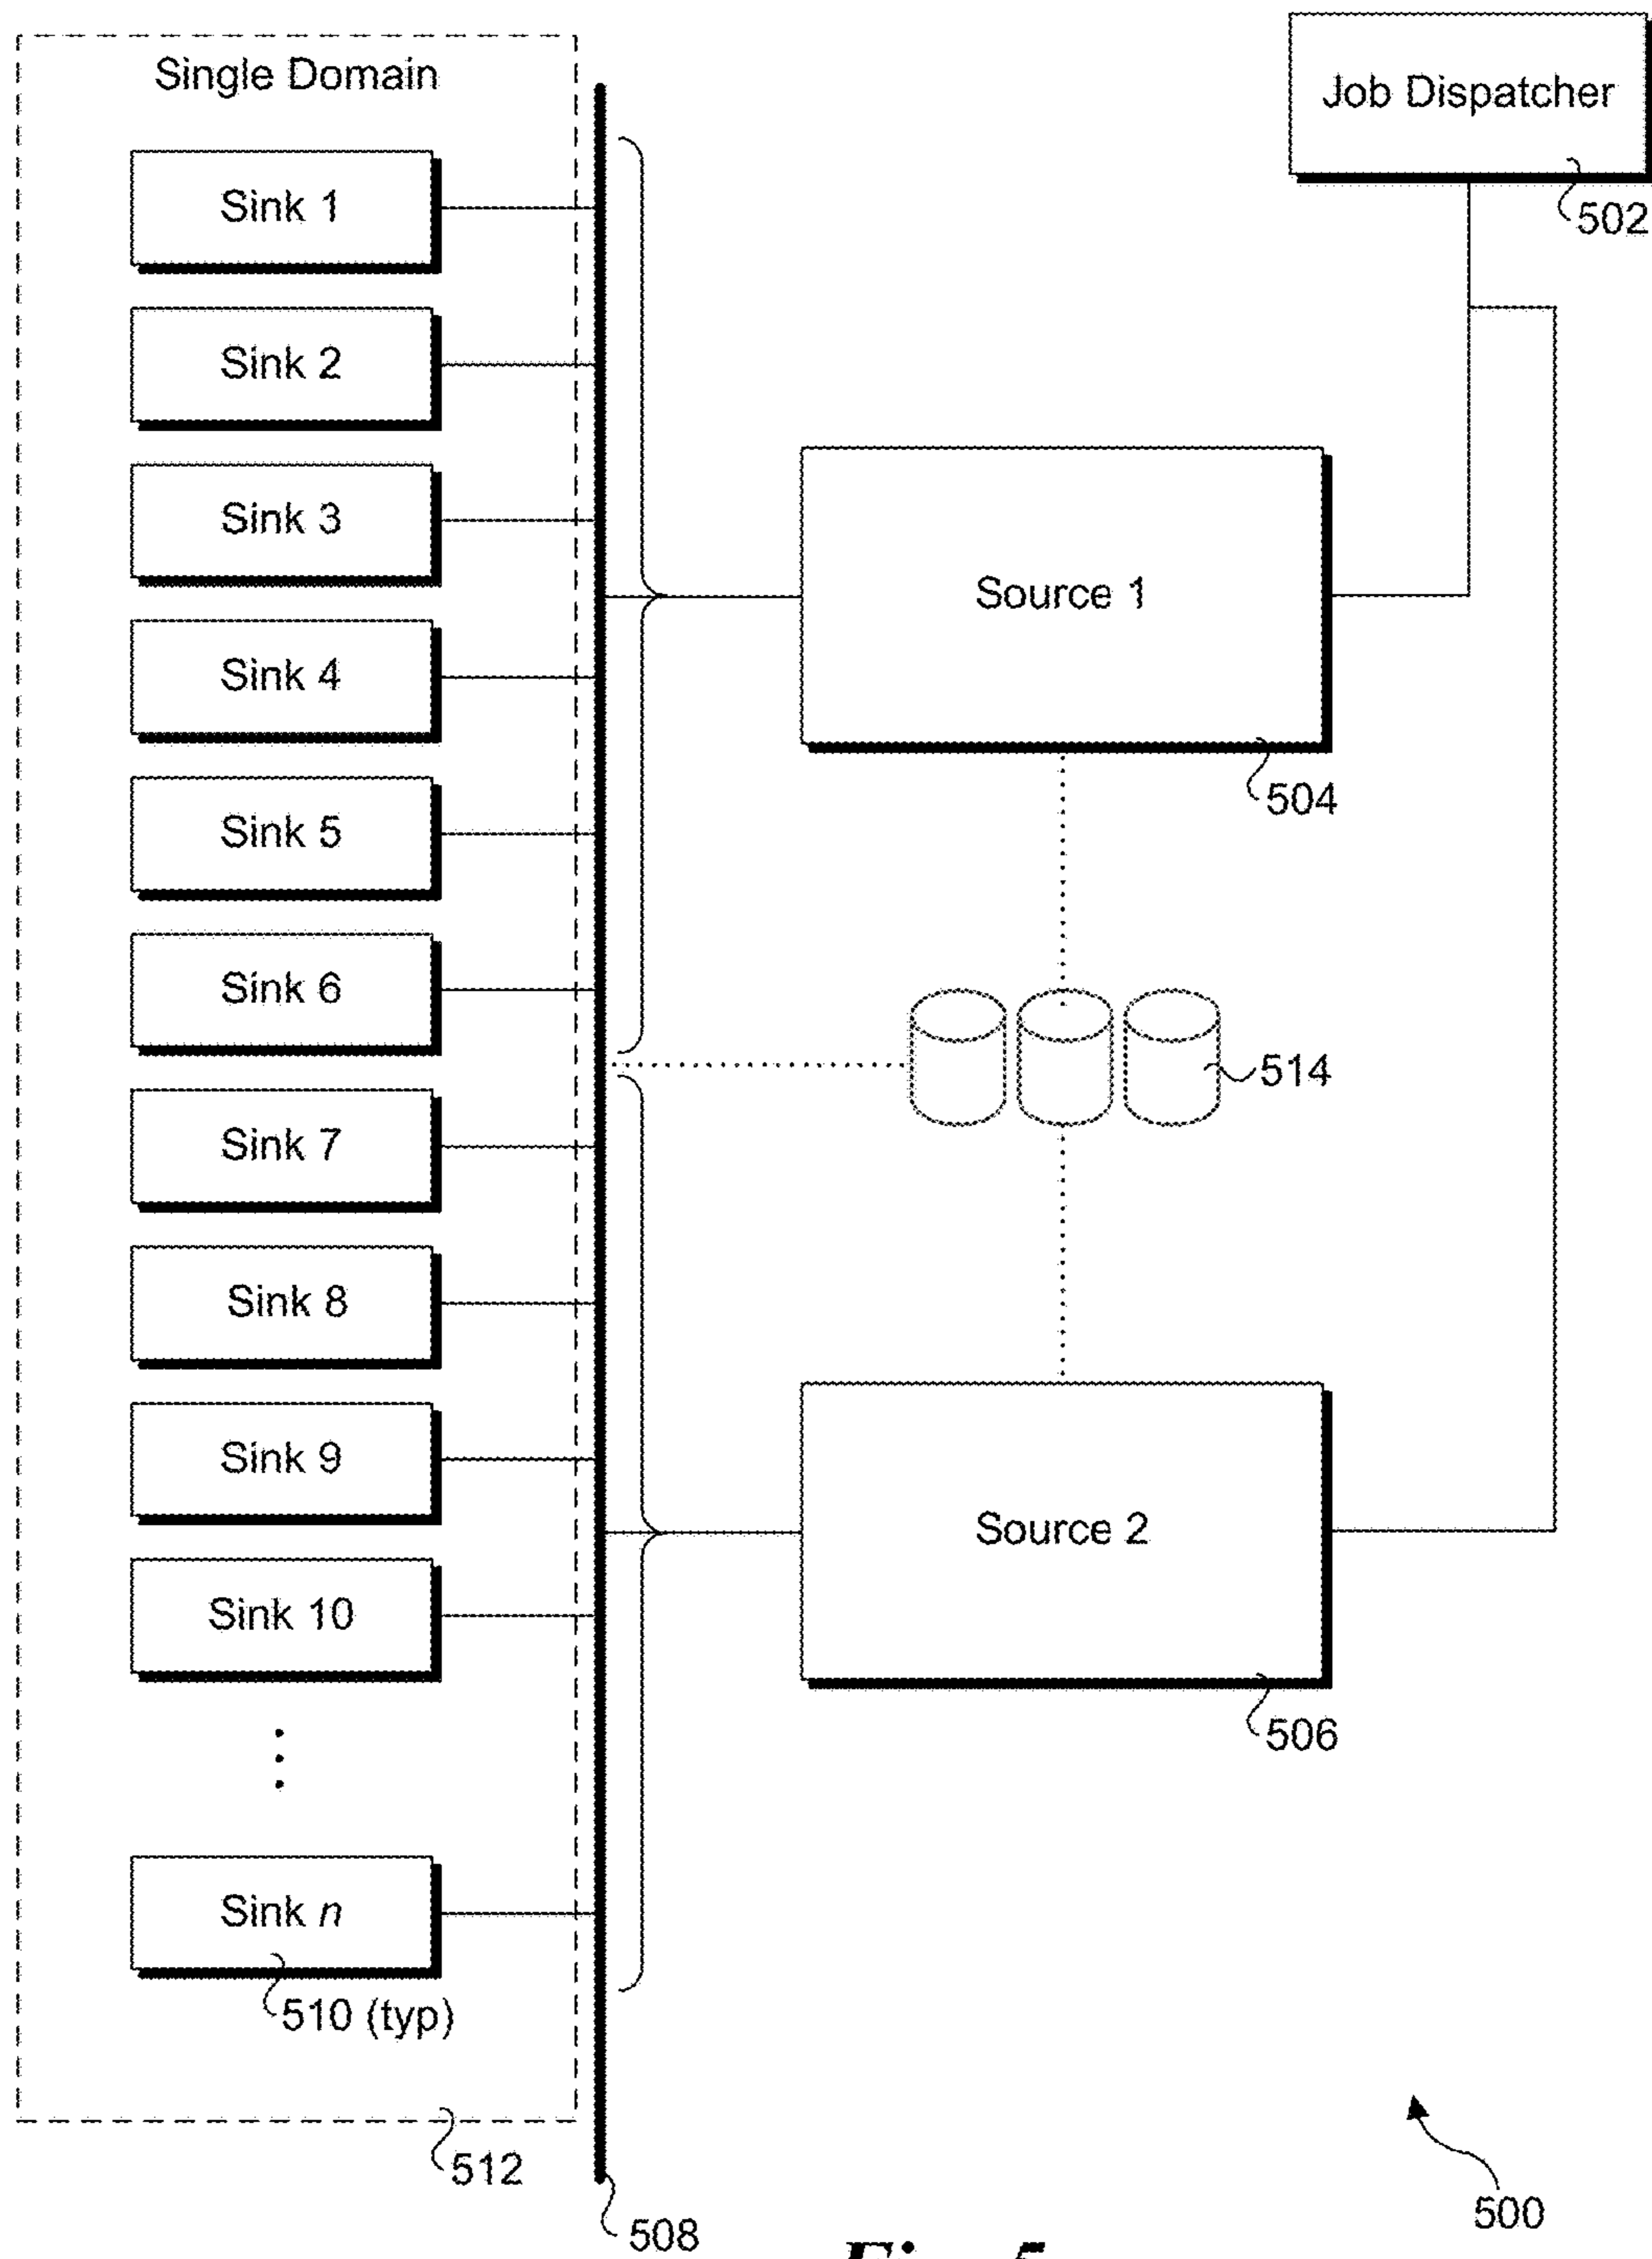 Single Domain
Job Dispatcher
502
Sink 1
Sink 2
Sink 3
Source 1
Sink 4
504
Sink 5
Sink 6
514
Sink 7
Sink 8
Sink 9
Source 2
Sink 10
506
Sink n
510 (typ)
512
500
508